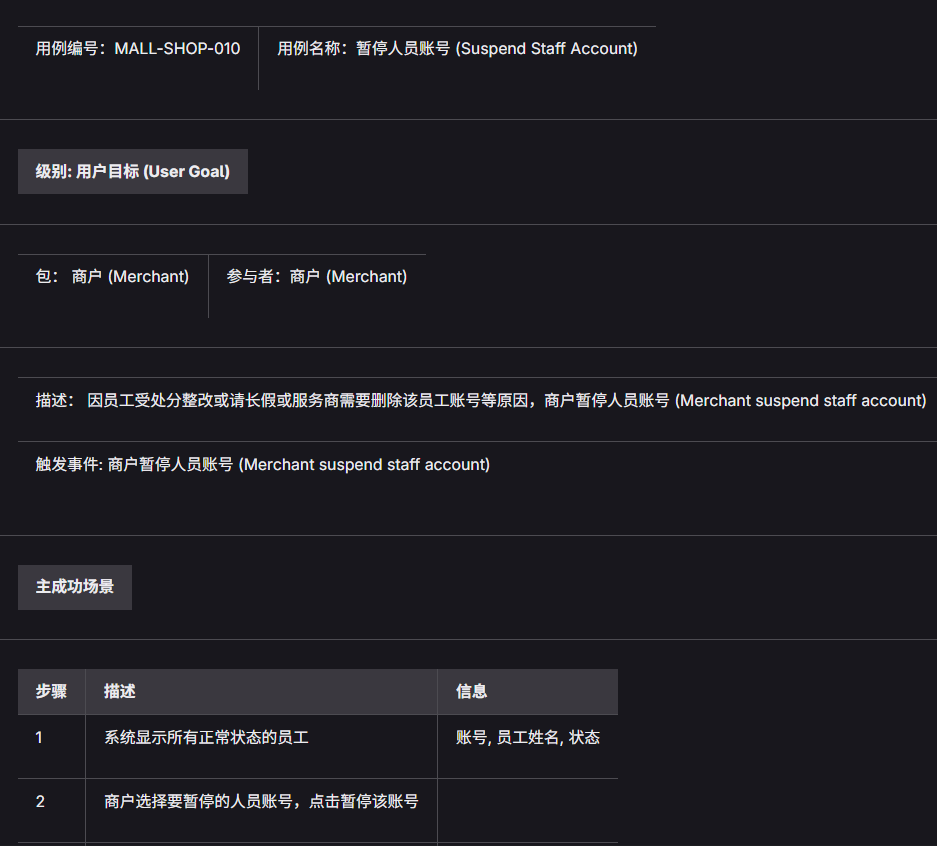 用例编号：MALL-SHOP-010 用例名称：暂停人员账号 (Suspend Staff Account)
级别: 用户目标 (User Goal)
包： 商户 (Merchant) 参与者：商户 (Merchant)
描述： 因员工受处分整改或请长假或服务商需要删除该员工账号等原因，商户暂停人员账号 (Merchant suspend staff account)
触发事件: 商户暂停人员账号 (Merchant suspend staff account)
主成功场景
步骤 描述 信息
1 系统显示所有正常状态的员工 账号, 员工姓名, 状态
2 商户选择要暂停的人员账号，点击暂停该账号